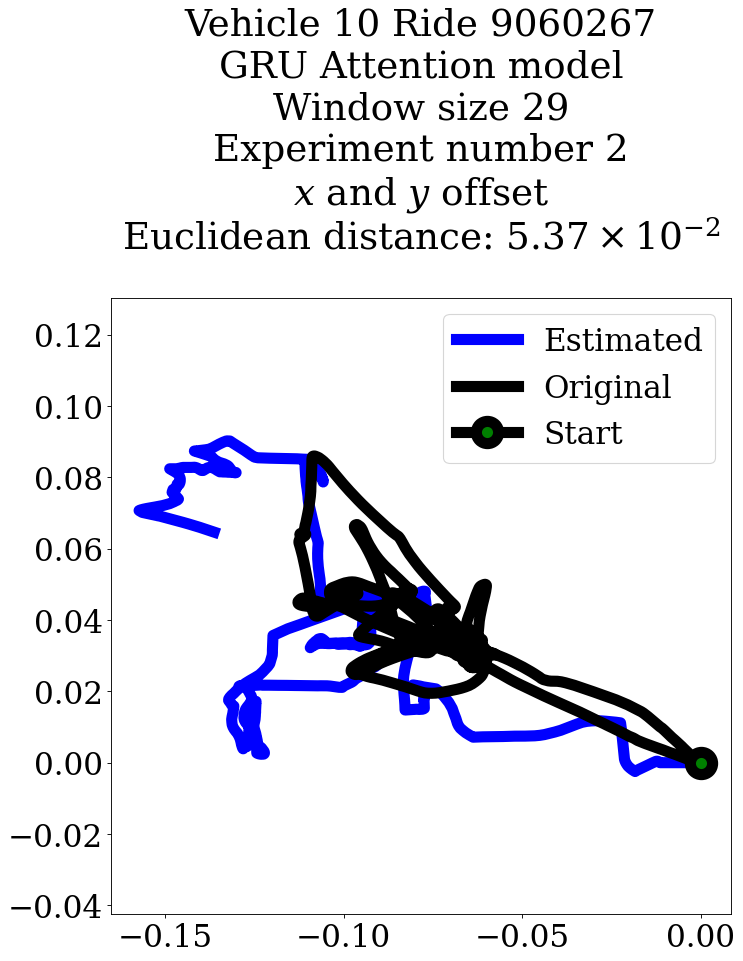 Vehicle 10 Ride 9060267
GRU Attention model
Window size 29
Experiment number 2
x and y offset
Euclidean distance: 5.37 × 10⁻²
Estimated
Original
Start
0.12
0.10
0.08
0.06
0.04
0.02
0.00
−0.02
−0.04
−0.15
−0.10
−0.05
0.00